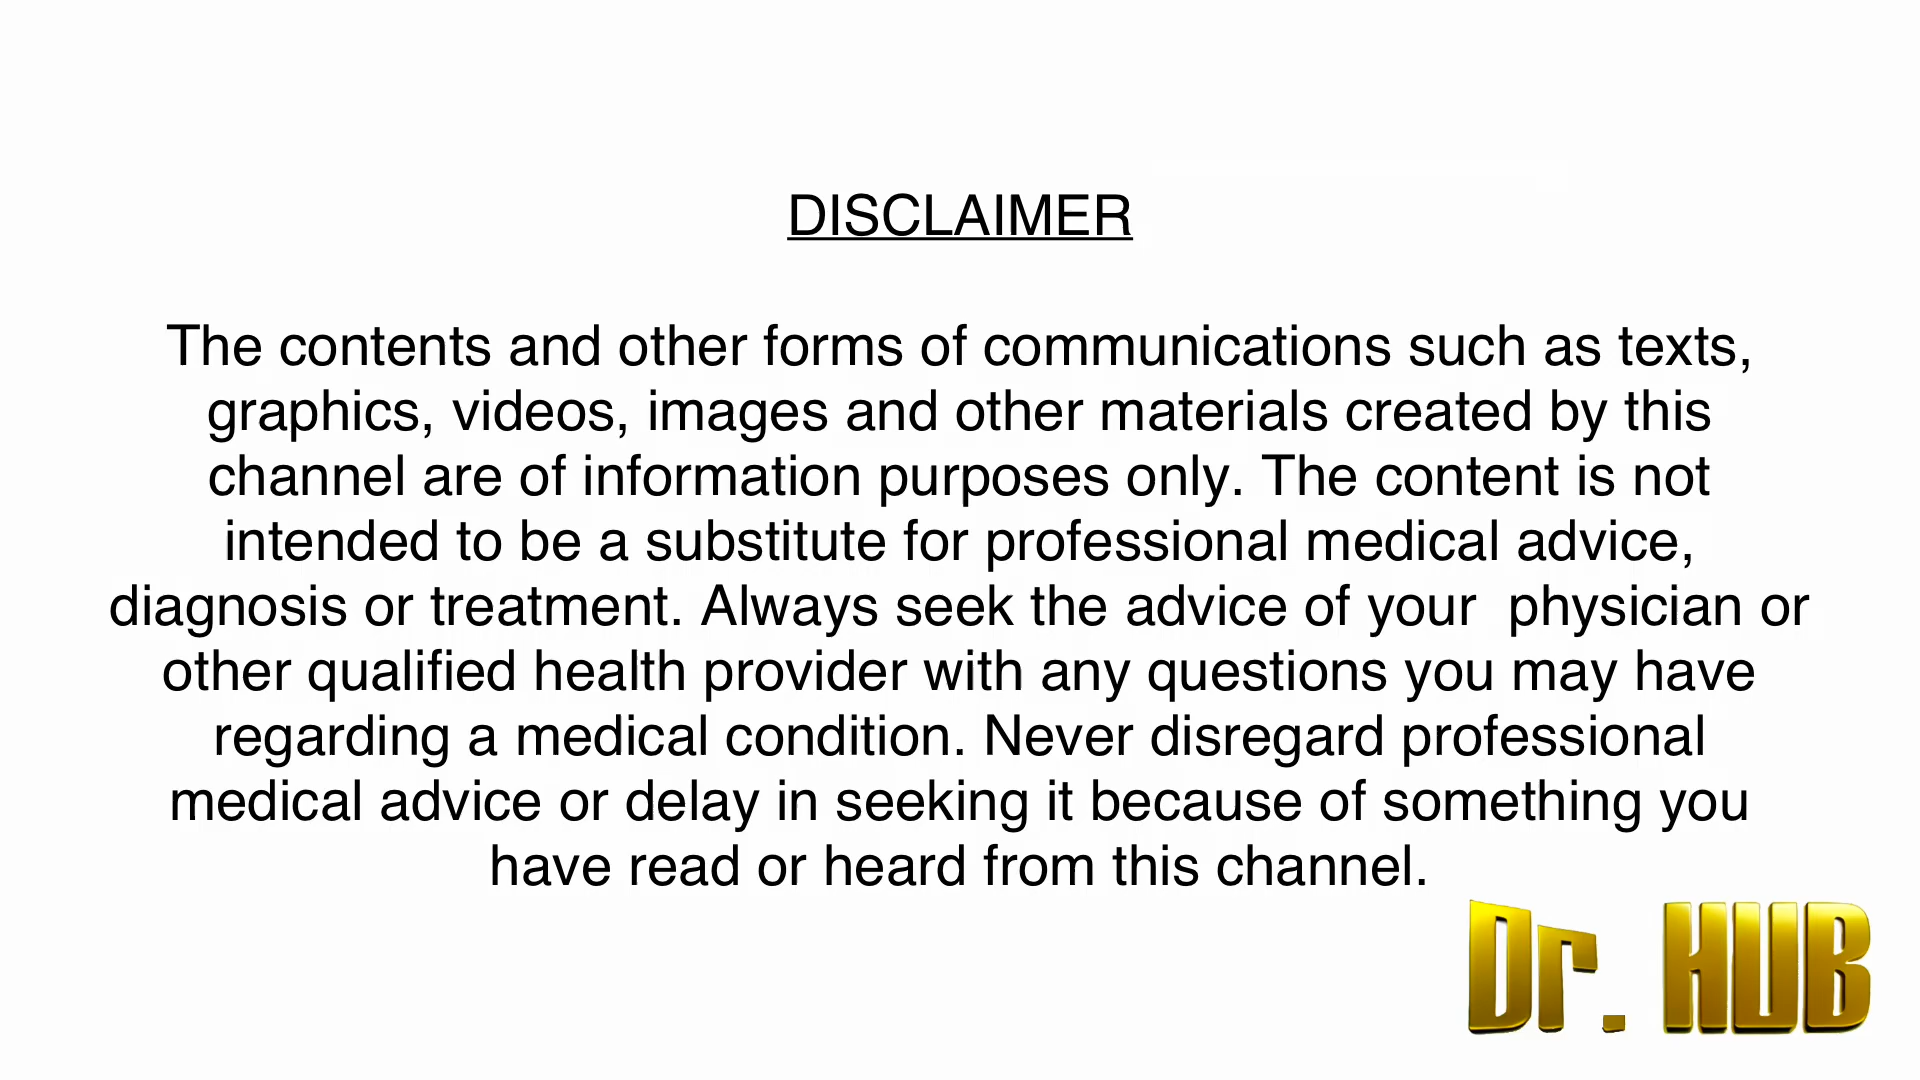 DISCLAIMER
The contents and other forms of communications such as texts,
graphics, videos, images and other materials created by this
channel are of information purposes only. The content is not
intended to be a substitute for professional medical advice,
diagnosis or treatment. Always seek the advice of your  physician or
other qualified health provider with any questions you may have
regarding a medical condition. Never disregard professional
medical advice or delay in seeking it because of something you
have read or heard from this channel.
Dr. HUB